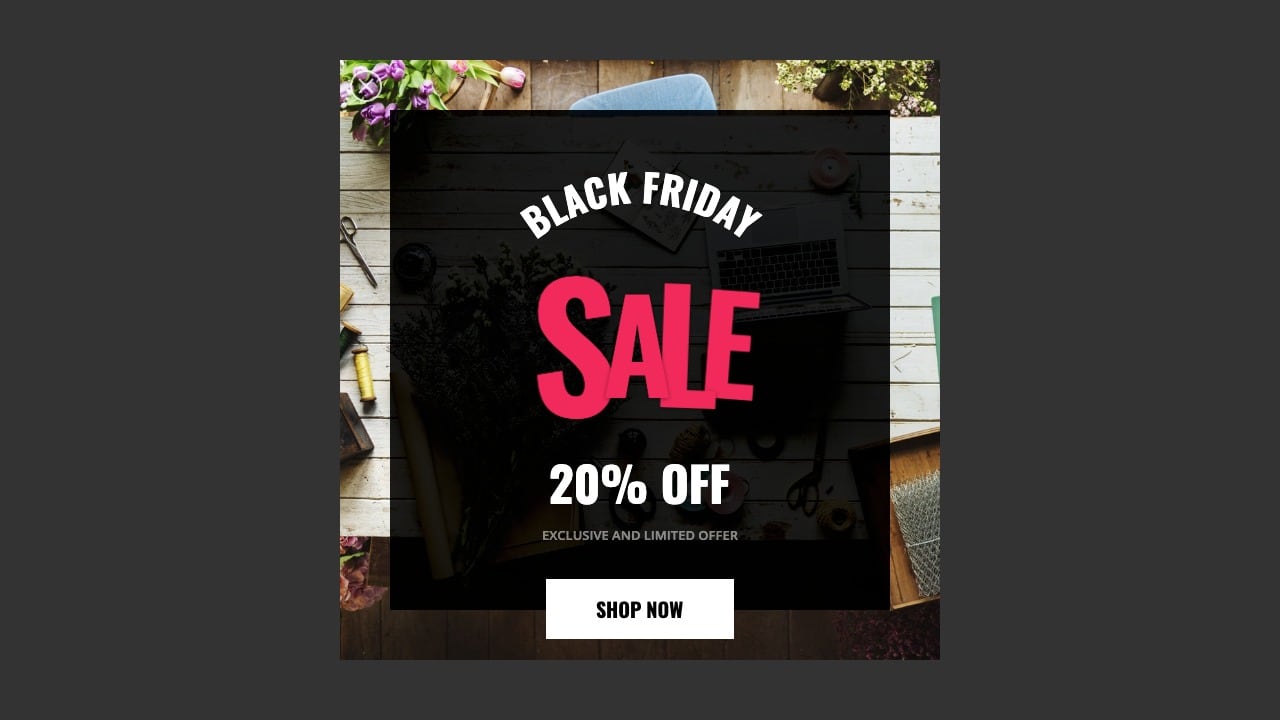 BLACK FRIDAY
SALE
20% OFF
EXCLUSIVE AND LIMITED OFFER
SHOP NOW